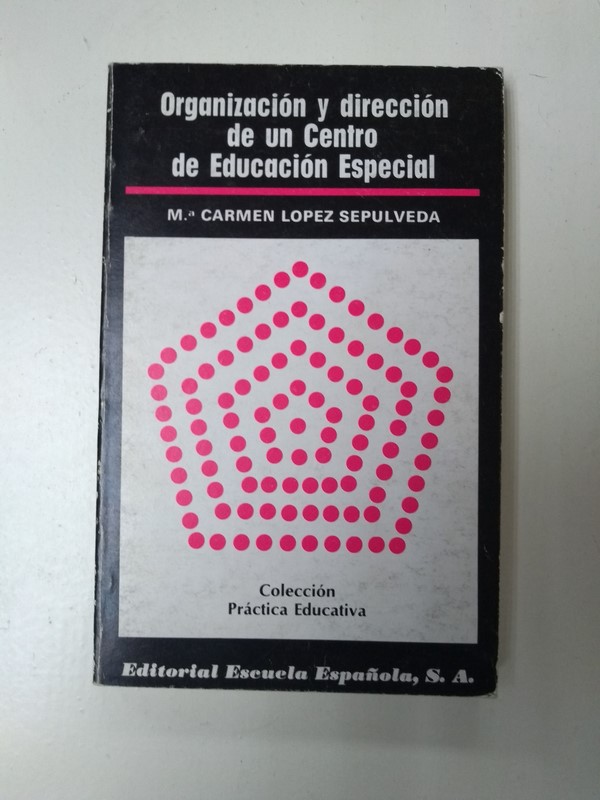 Organización y dirección
de un Centro
de Educación Especial
M.ª CARMEN LOPEZ SEPULVEDA
Colección
Práctica Educativa
Editorial Escuela Española, S. A.